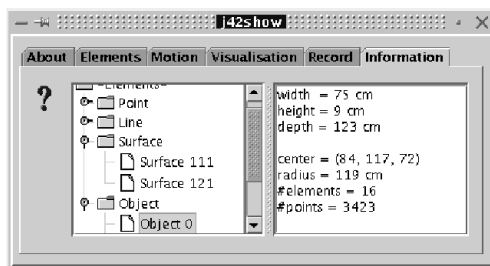 j42show
About Elements Motion Visualisation Record Information
?
-Elements-
Point
Line
Surface
Surface 111
Surface 121
Object
Object 0
width = 75 cm
height = 9 cm
depth = 123 cm
center = (84, 117, 72)
radius = 119 cm
#elements = 16
#points = 3423